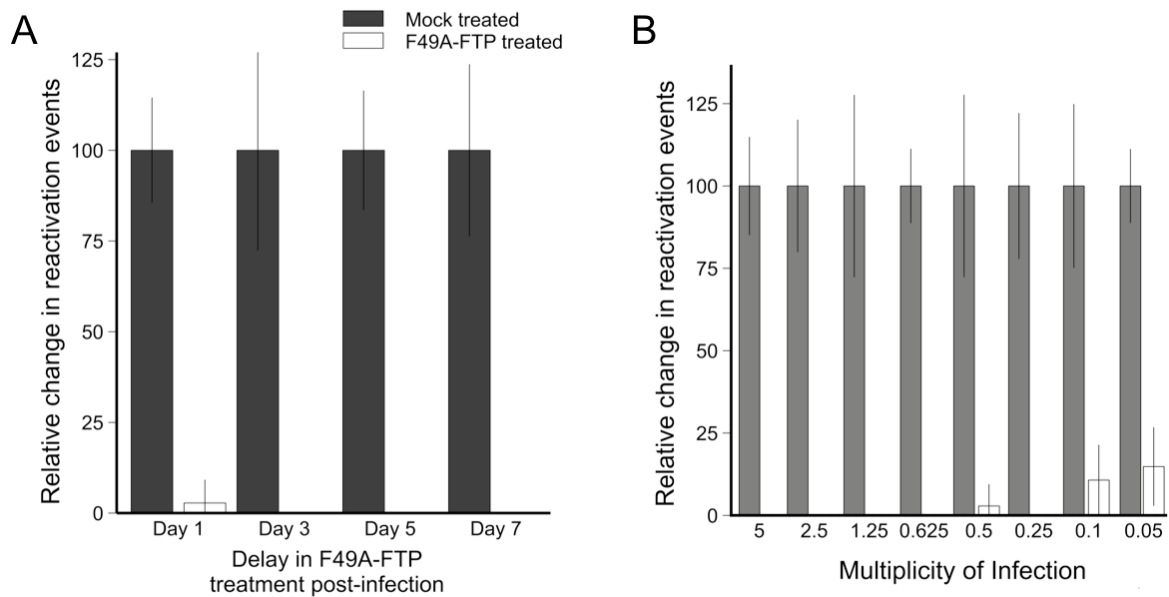 A
Mock treated
F49A-FTP treated
Relative change in reactivation events
125
100
75
50
25
0
Day 1 Day 3 Day 5 Day 7
Delay in F49A-FTP
treatment post-infection
B
Relative change in reactivation events
125
100
75
50
25
0
5 2.5 1.25 0.625 0.5 0.25 0.1 0.05
Multiplicity of Infection